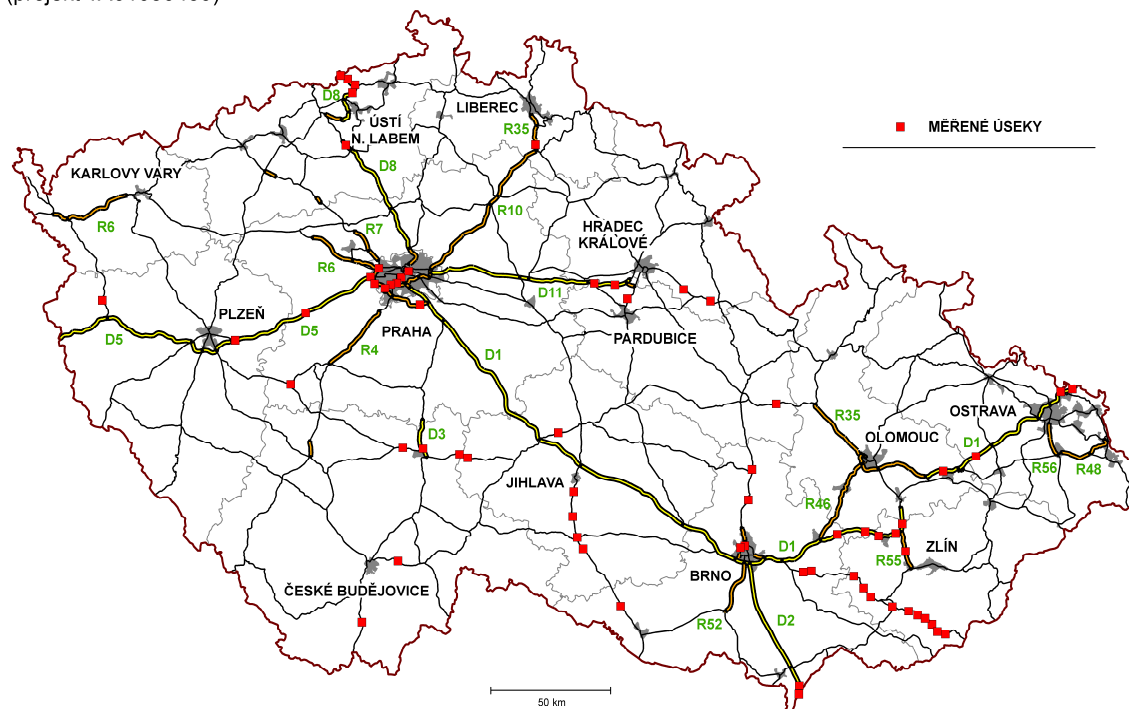 D8
LIBEREC
ÚSTÍ
N. LABEM
R35
MĚŘENÉ ÚSEKY
D8
KARLOVY VARY
R10
R6
R7
HRADEC
KRÁLOVÉ
R6
D11
PLZEŇ
D5
D5
PRAHA
PARDUBICE
R4
D1
R35
OSTRAVA
D3
OLOMOUC
D1
R56
R48
JIHLAVA
R46
D1
ZLÍN
R55
BRNO
ČESKÉ BUDĚJOVICE
R52
D2
50 km